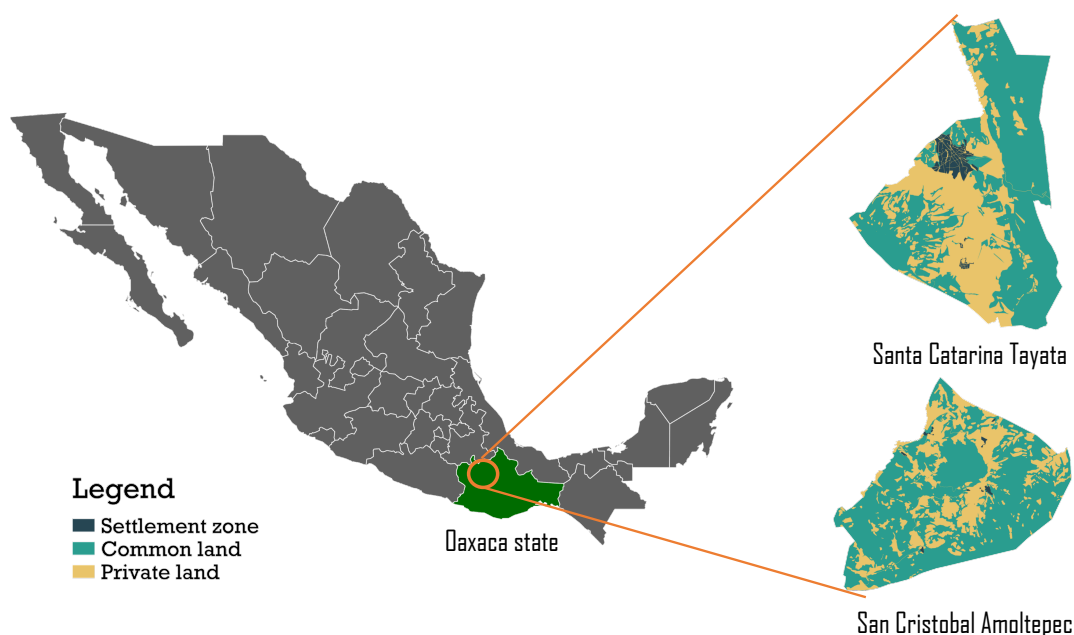 Santa Catarina Tayata
Legend
Settlement zone
Common land
Private land
Oaxaca state
San Cristobal Amoltepec